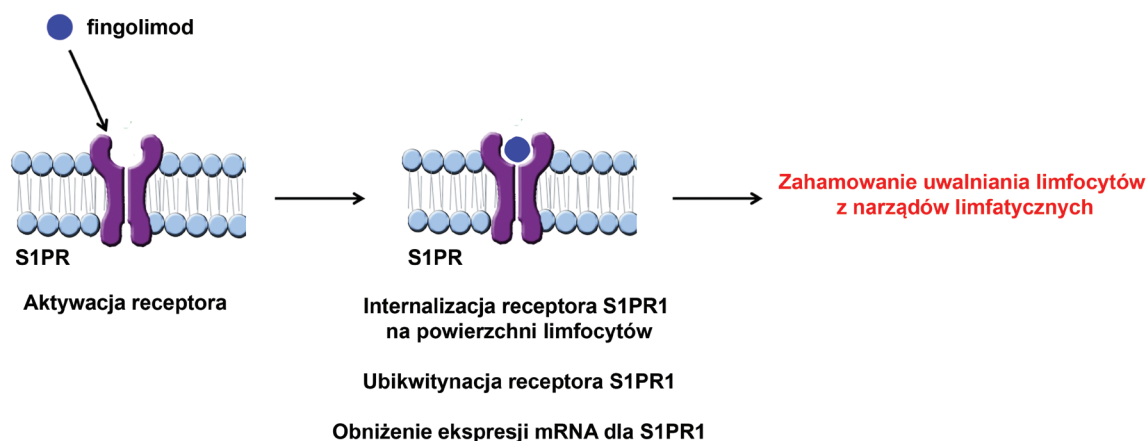 fingolimod
S1PR
Aktywacja receptora
S1PR
Internalizacja receptora S1PR1
na powierzchni limfocytów
Ubikwitynacja receptora S1PR1
Obniżenie ekspresji mRNA dla S1PR1
Zahamowanie uwalniania limfocytów
z narządów limfatycznych